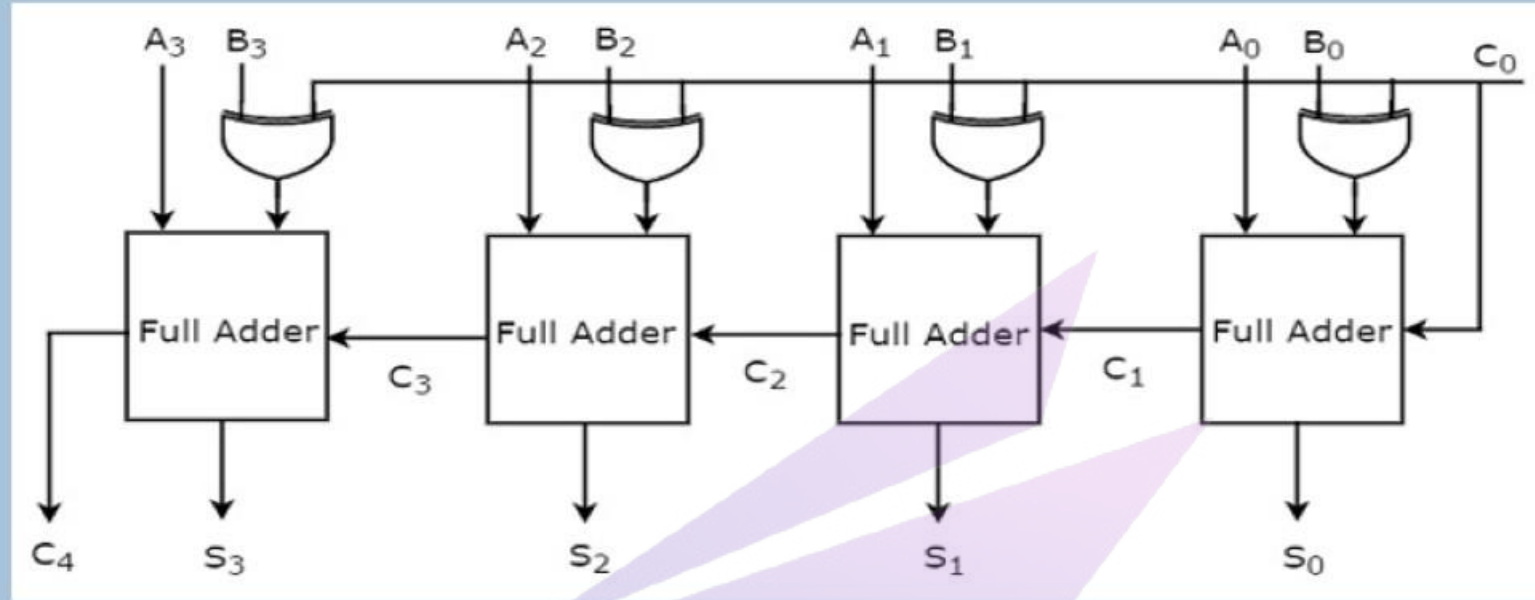 A₃ B₃ A₂ B₂ A₁ B₁ A₀ B₀ C₀
Full Adder Full Adder Full Adder Full Adder
C₃ C₂ C₁
C₄ S₃ S₂ S₁ S₀